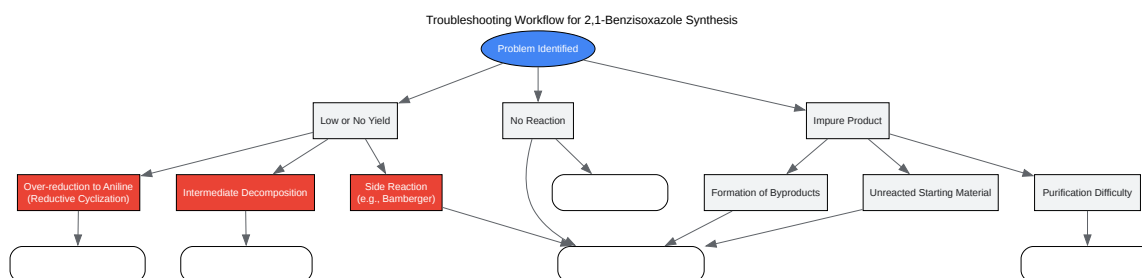 Troubleshooting Workflow for 2,1-Benzisoxazole Synthesis
Problem Identified
Low or No Yield
No Reaction
Impure Product
Over-reduction to Aniline
(Reductive Cyclization)
Intermediate Decomposition
Side Reaction
(e.g., Bamberger)
Formation of Byproducts
Unreacted Starting Material
Purification Difficulty